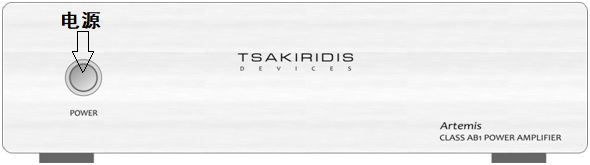 电源
TSAKIRIDIS
DEVICES
POWER
Artemis
CLASS AB1 POWER AMPLIFIER